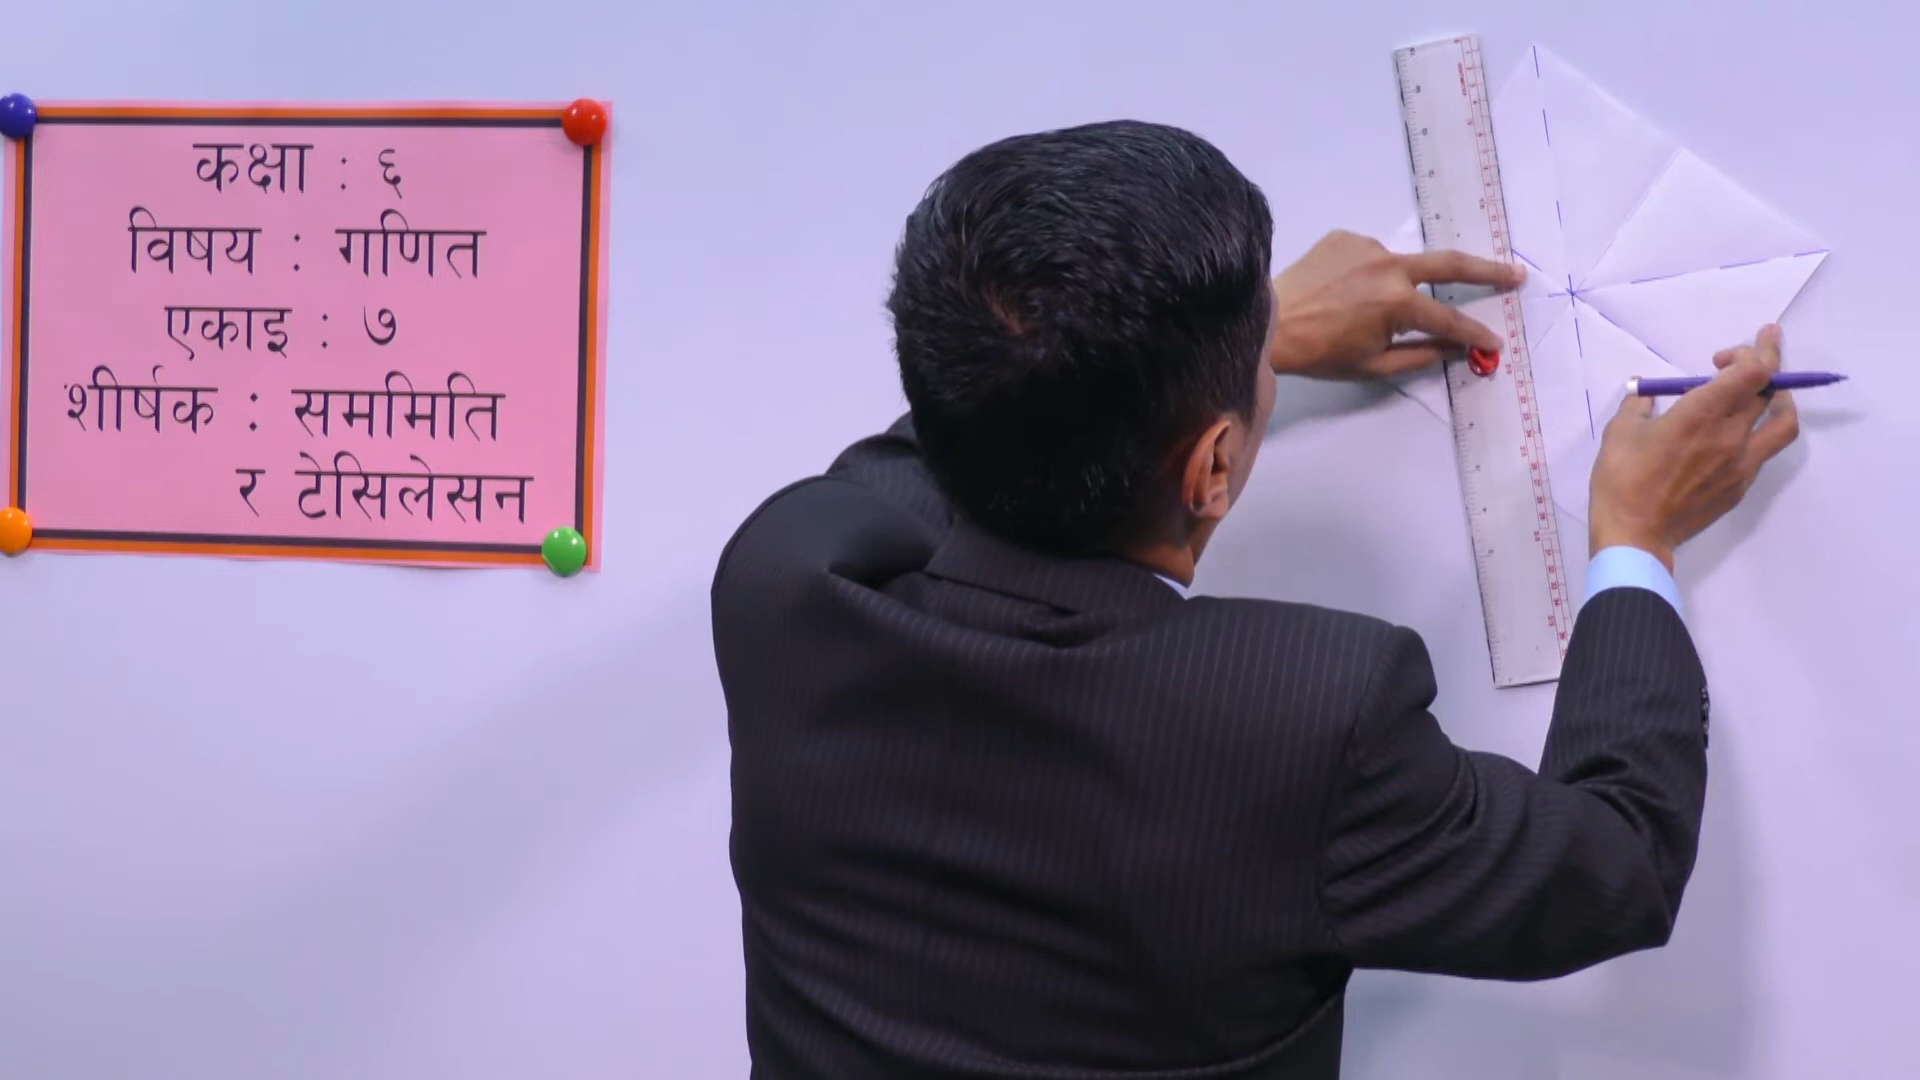 कक्षा : ६
विषय : गणित
एकाइ : ७
शीर्षक : सममिति
र टेसिलेसन